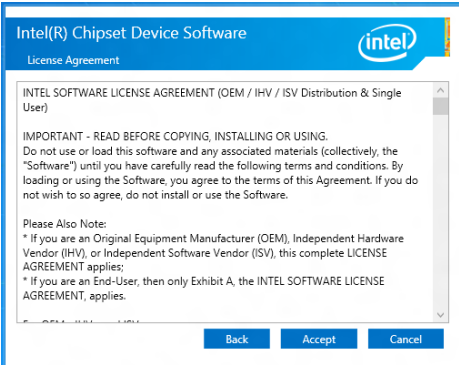 Intel(R) Chipset Device Software
License Agreement
intel
INTEL SOFTWARE LICENSE AGREEMENT (OEM / IHV / ISV Distribution & Single
User)
IMPORTANT - READ BEFORE COPYING, INSTALLING OR USING.
Do not use or load this software and any associated materials (collectively, the
"Software") until you have carefully read the following terms and conditions. By
loading or using the Software, you agree to the terms of this Agreement. If you do
not wish to so agree, do not install or use the Software.
Please Also Note:
* If you are an Original Equipment Manufacturer (OEM), Independent Hardware
Vendor (IHV), or Independent Software Vendor (ISV), this complete LICENSE
AGREEMENT applies;
* If you are an End-User, then only Exhibit A, the INTEL SOFTWARE LICENSE
AGREEMENT, applies.
Back
Accept
Cancel